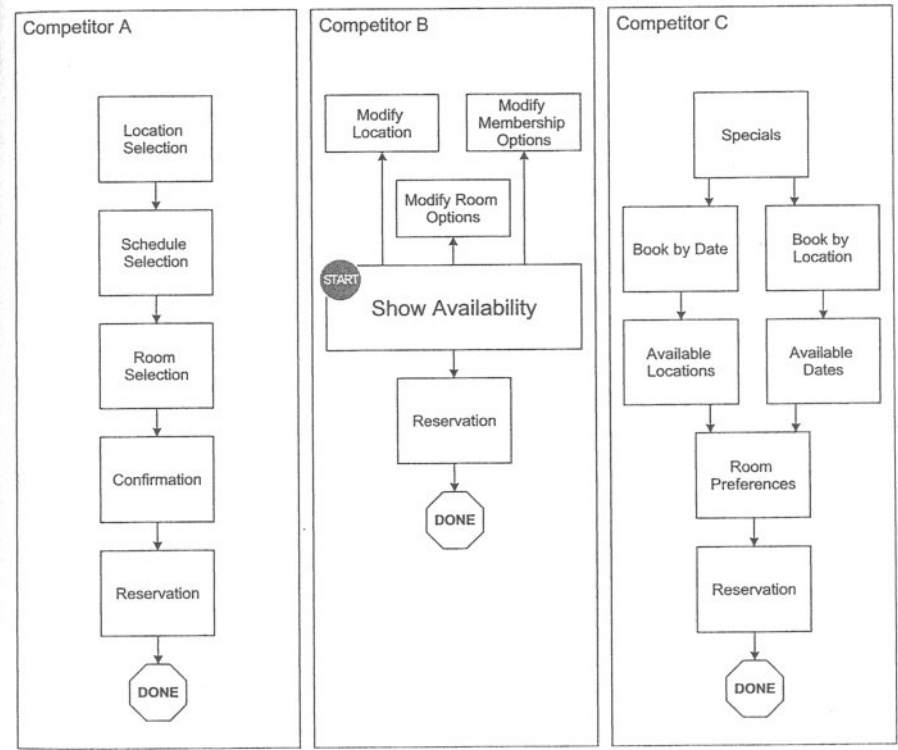 Competitor A
Location
Selection
Schedule
Selection
Room
Selection
Confirmation
Reservation
DONE
Competitor B
Modify
Location
Modify
Membership
Options
Modify Room
Options
START
Show Availability
Reservation
DONE
Competitor C
Specials
Book by Date
Book by
Location
Available
Locations
Available
Dates
Room
Preferences
Reservation
DONE